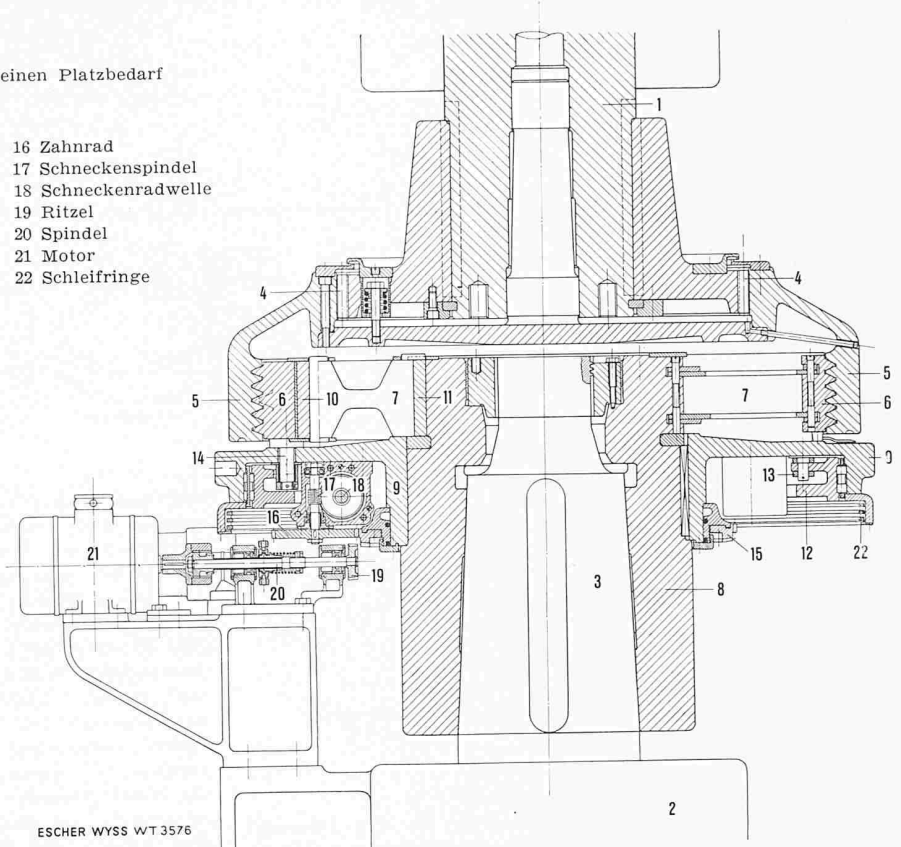 einen Platzbedarf
16 Zahnrad
17 Schneckenspindel
18 Schneckenradwelle
19 Ritzel
20 Spindel
21 Motor
22 Schleifringe
1
4 4
5 6 10 7 11 7 5 6
14 17 18 9 13 9
16 15 12 22
21 20 19 3 8
2
ESCHER WYSS WT 3576